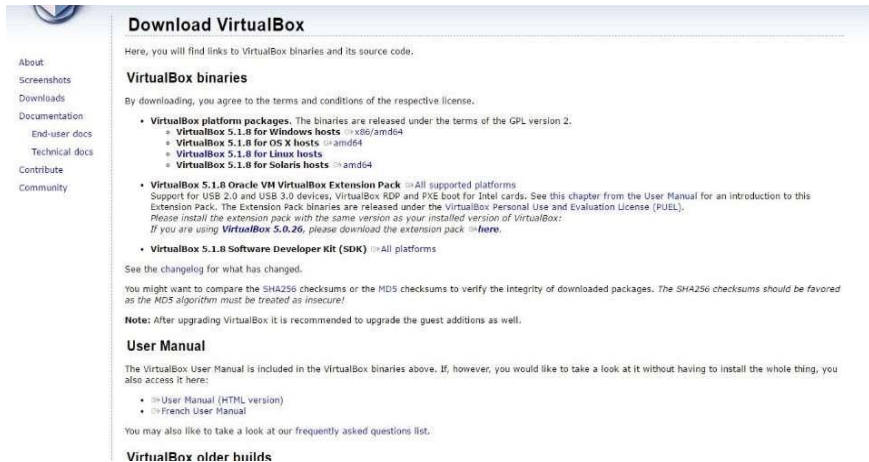 Download VirtualBox
Here, you will find links to VirtualBox binaries and its source code.
About
Screenshots
Downloads
Documentation
End-user docs
Technical docs
Contribute
Community
VirtualBox binaries
By downloading, you agree to the terms and conditions of the respective license.
• VirtualBox platform packages. The binaries are released under the terms of the GPL version 2.
VirtualBox 5.1.8 for Windows hosts x86/amd64
VirtualBox 5.1.8 for OS X hosts amd64
VirtualBox 5.1.8 for Linux hosts
VirtualBox 5.1.8 for Solaris hosts amd64
• VirtualBox 5.1.8 Oracle VM VirtualBox Extension Pack All supported platforms
Support for USB 2.0 and USB 3.0 devices, VirtualBox RDP and PXE boot for Intel cards. See this chapter from the User Manual for an introduction to this
Extension Pack. The Extension Pack binaries are released under the VirtualBox Personal Use and Evaluation License (PUEL).
Please install the extension pack with the same version as your installed version of VirtualBox:
If you are using VirtualBox 5.0.26, please download the extension pack here.
• VirtualBox 5.1.8 Software Developer Kit (SDK) All platforms
See the changelog for what has changed.
You might want to compare the SHA256 checksums or the MD5 checksums to verify the integrity of downloaded packages. The SHA256 checksums should be favored
as the MD5 algorithm must be treated as insecure!
Note: After upgrading VirtualBox it is recommended to upgrade the guest additions as well.
User Manual
The VirtualBox User Manual is included in the VirtualBox binaries above. If, however, you would like to take a look at it without having to install the whole thing, you
also access it here:
• User Manual (HTML version)
• French User Manual
You may also like to take a look at our frequently asked questions list.
VirtualBox older builds